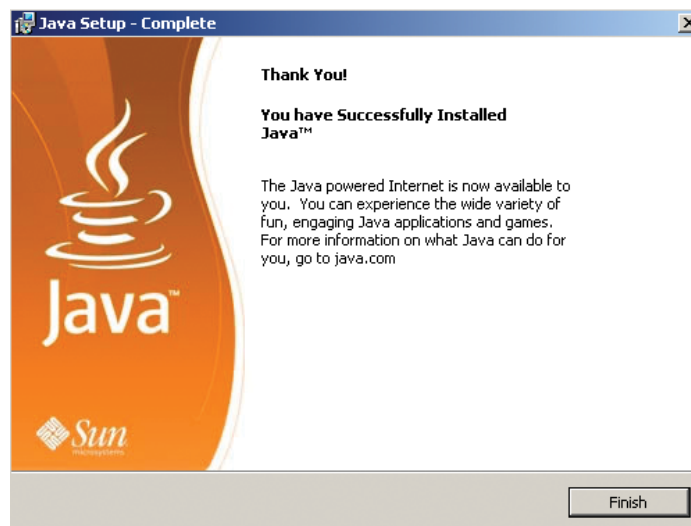 Java Setup - Complete
Thank You!
You have Successfully Installed
Java™
The Java powered Internet is now available to
you. You can experience the wide variety of
fun, engaging Java applications and games.
For more information on what Java can do for
you, go to java.com
Java™
Sun
microsystems
Finish